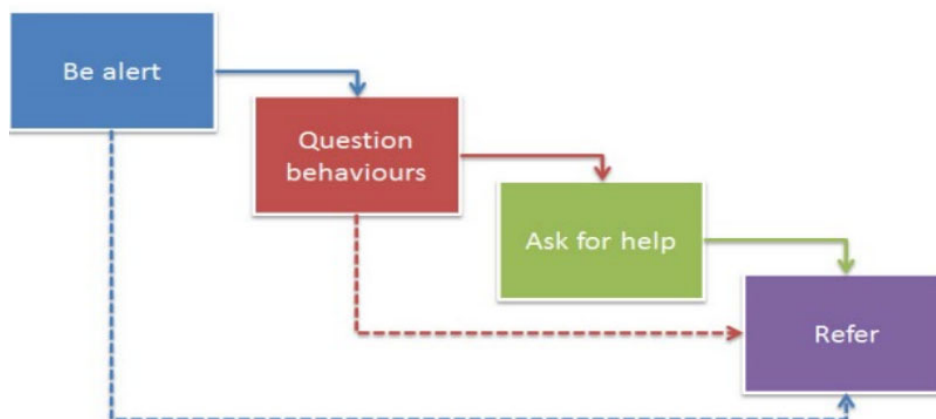 Be alert
Question
behaviours
Ask for help
Refer